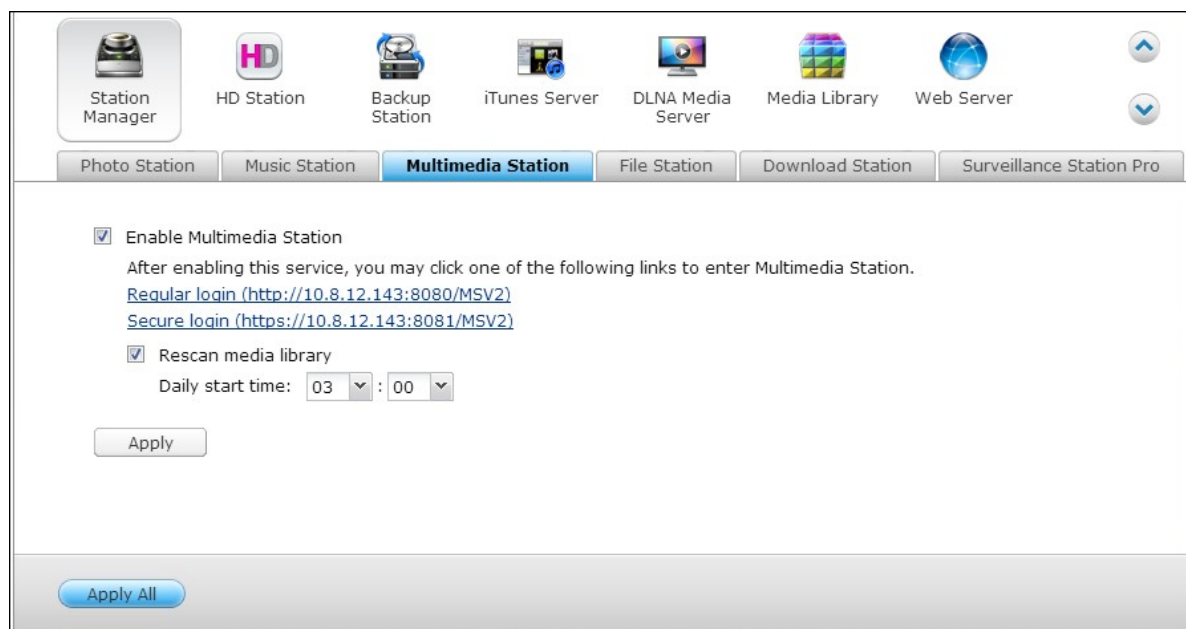 HD
Station Manager
HD Station
Backup Station
iTunes Server
DLNA Media Server
Media Library
Web Server
Photo Station
Music Station
Multimedia Station
File Station
Download Station
Surveillance Station Pro
Enable Multimedia Station
After enabling this service, you may click one of the following links to enter Multimedia Station.
Regular login (http://10.8.12.143:8080/MSV2)
Secure login (https://10.8.12.143:8081/MSV2)
Rescan media library
Daily start time: 03 : 00
Apply
Apply All